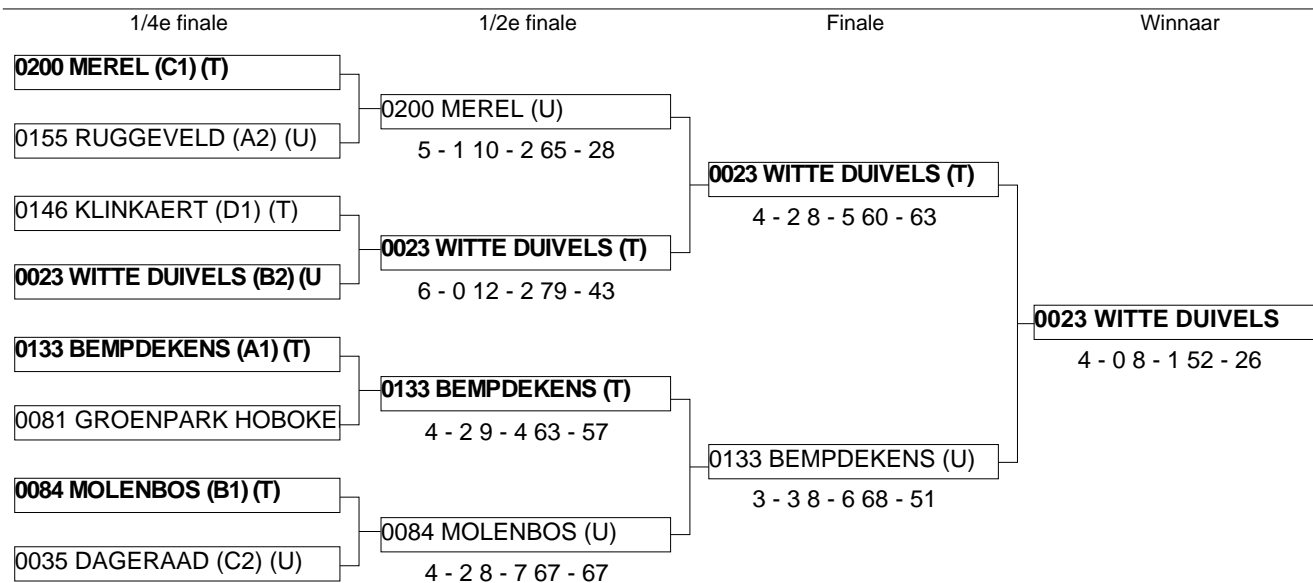 1/4e finale
1/2e finale
Finale
Winnaar
0200 MEREL (C1) (T)
0155 RUGGEVELD (A2) (U)
0146 KLINKAERT (D1) (T)
0023 WITTE DUIVELS (B2) (U
0133 BEMPDEKENS (A1) (T)
0081 GROENPARK HOBOKE
0084 MOLENBOS (B1) (T)
0035 DAGERAAD (C2) (U)
0200 MEREL (U)
5 - 1 10 - 2 65 - 28
0023 WITTE DUIVELS (T)
6 - 0 12 - 2 79 - 43
0133 BEMPDEKENS (T)
4 - 2 9 - 4 63 - 57
0084 MOLENBOS (U)
4 - 2 8 - 7 67 - 67
0023 WITTE DUIVELS (T)
4 - 2 8 - 5 60 - 63
0133 BEMPDEKENS (U)
3 - 3 8 - 6 68 - 51
0023 WITTE DUIVELS
4 - 0 8 - 1 52 - 26